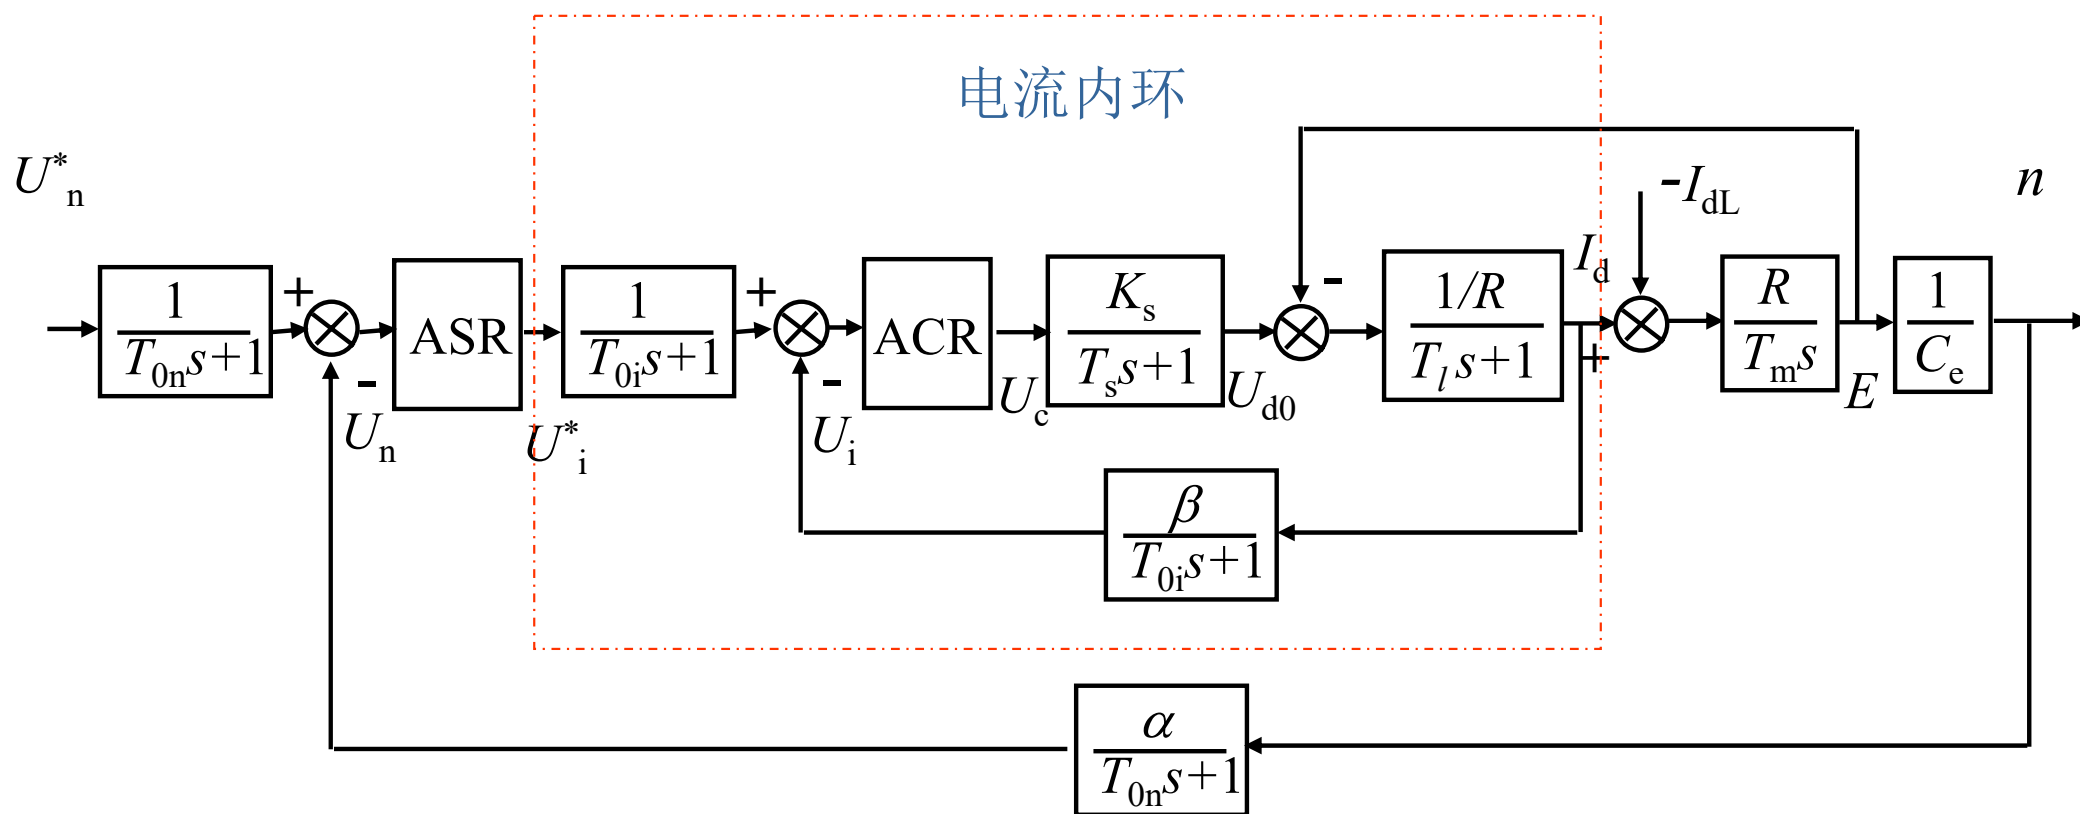 电流内环
U*n
-IdL
n
1
T0ns+1
+
-
Un
ASR
U*i
1
T0is+1
+
-
Ui
ACR
Uc
Ks
Tss+1
Ud0
-
1/R
Tls+1
Id
+
R
Tms
E
1
Ce
β
T0is+1
α
T0ns+1